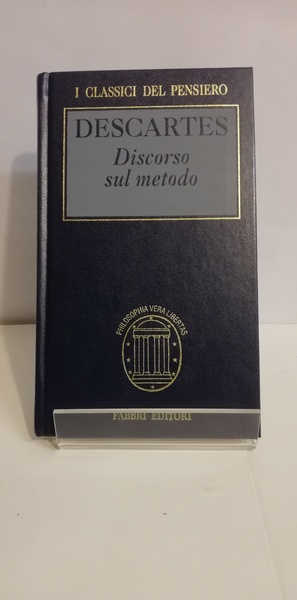 I CLASSICI DEL PENSIERO
DESCARTES
Discorso
sul metodo
PHILOSOPHIA VERA LIBERTAS
FABBRI EDITORI